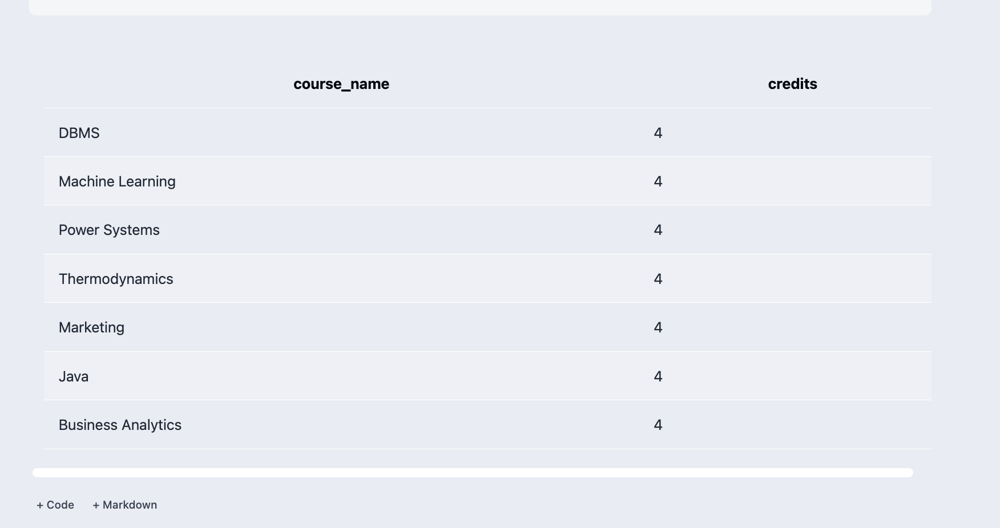 course_name credits
DBMS 4
Machine Learning 4
Power Systems 4
Thermodynamics 4
Marketing 4
Java 4
Business Analytics 4
+ Code + Markdown